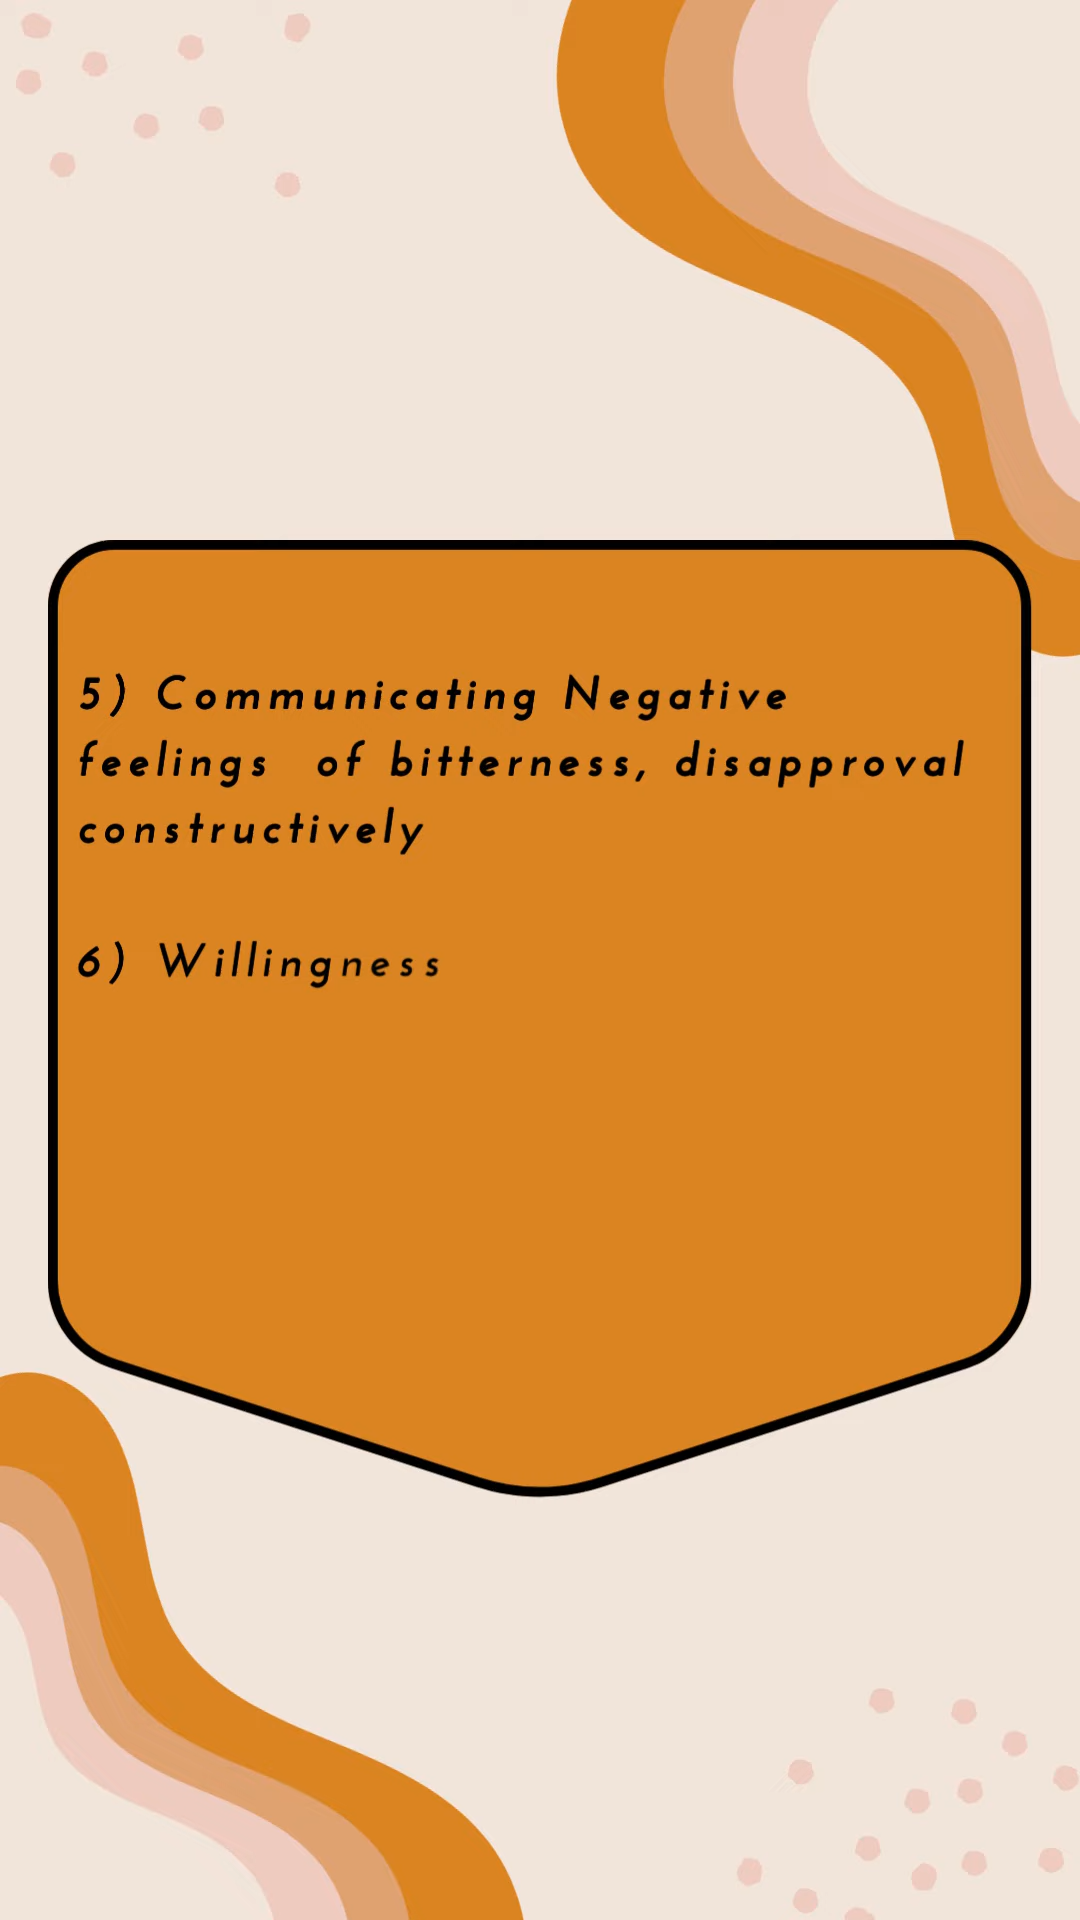 5) Communicating Negative
feelings of bitterness, disapproval
constructively
6) Willingness